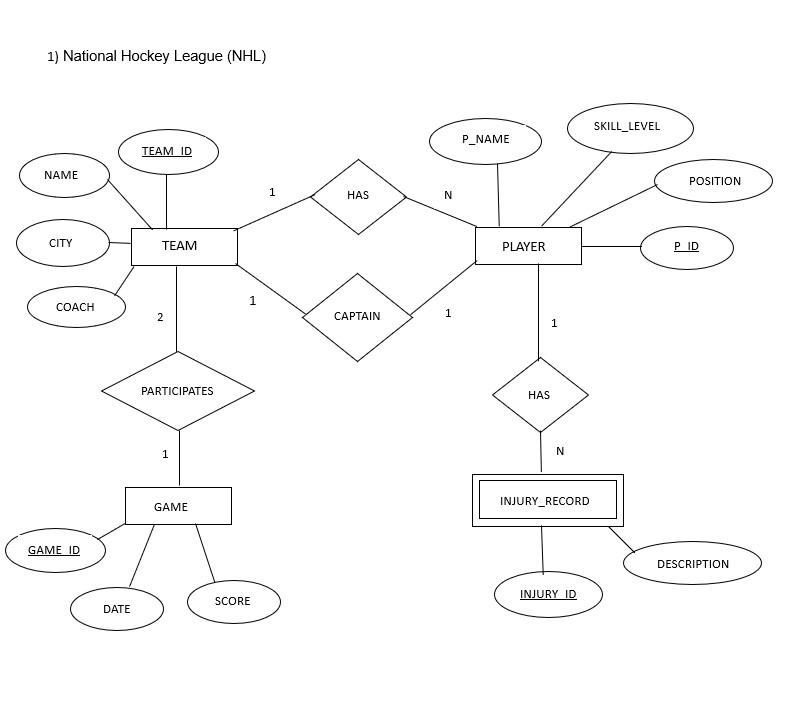 1) National Hockey League (NHL)
P_NAME
SKILL_LEVEL
TEAM_ID
NAME
POSITION
1
HAS
N
CITY
TEAM
PLAYER
P_ID
COACH
1
CAPTAIN
1
2
1
PARTICIPATES
HAS
1
N
GAME
INJURY_RECORD
GAME_ID
DESCRIPTION
DATE
SCORE
INJURY_ID